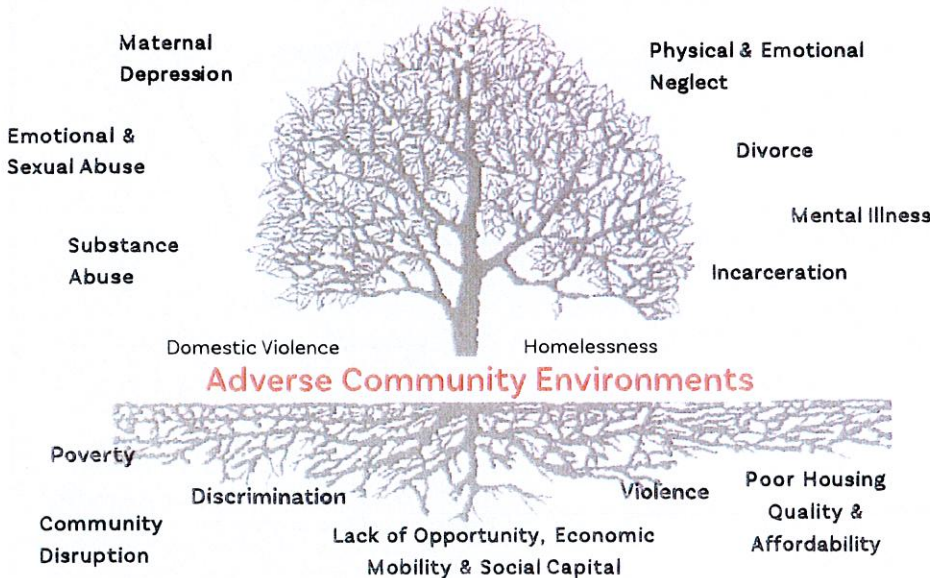 Maternal
Depression
Physical & Emotional
Neglect
Emotional &
Sexual Abuse
Divorce
Mental Illness
Substance
Abuse
Incarceration
Domestic Violence
Homelessness
Adverse Community Environments
Poverty
Discrimination
Violence
Poor Housing
Quality &
Affordability
Community
Disruption
Lack of Opportunity, Economic
Mobility & Social Capital